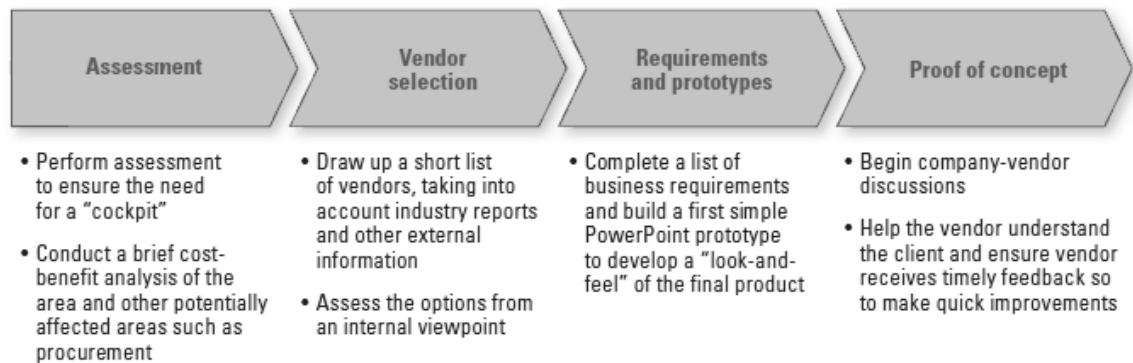 Assessment
Vendor
selection
Requirements
and prototypes
Proof of concept
• Perform assessment
to ensure the need
for a “cockpit”
• Conduct a brief cost-
benefit analysis of the
area and other potentially
affected areas such as
procurement
• Draw up a short list
of vendors, taking into
account industry reports
and other external
information
• Assess the options from
an internal viewpoint
• Complete a list of
business requirements
and build a first simple
PowerPoint prototype
to develop a “look-and-
feel” of the final product
• Begin company-vendor
discussions
• Help the vendor understand
the client and ensure vendor
receives timely feedback so
to make quick improvements